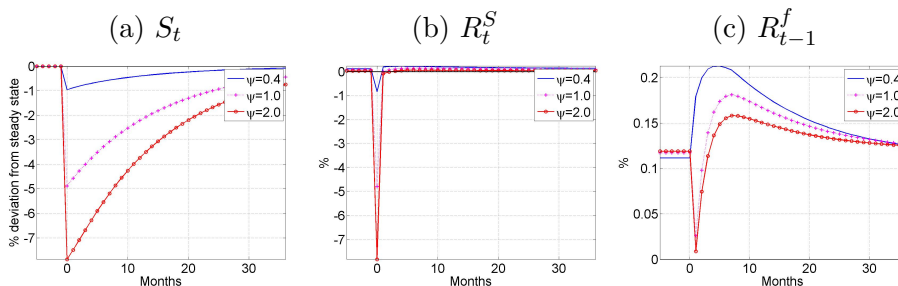 (a) S_t
(b) R_t^S
(c) R_{t-1}^f
% deviation from steady state
0
-1
-2
-3
-4
-5
-6
-7
0
10
20
30
Months
ψ=0.4
ψ=1.0
ψ=2.0
%
0
-1
-2
-3
-4
-5
-6
-7
0
10
20
30
Months
ψ=0.4
ψ=1.0
ψ=2.0
%
0.2
0.15
0.1
0.05
0
0
10
20
30
Months
ψ=0.4
ψ=1.0
ψ=2.0